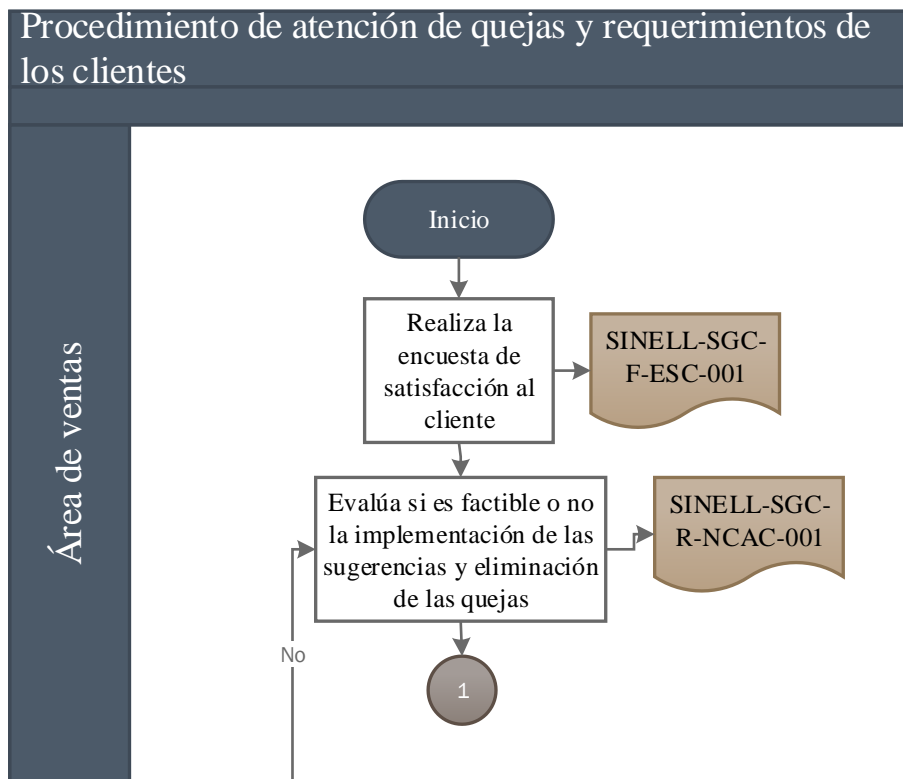 Procedimiento de atención de quejas y requerimientos de
los clientes
Área de ventas
Inicio
Realiza la
encuesta de
satisfacción al
cliente
SINELL-SGC-
F-ESC-001
Evalúa si es factible o no
la implementación de las
sugerencias y eliminación
de las quejas
SINELL-SGC-
R-NCAC-001
No
1